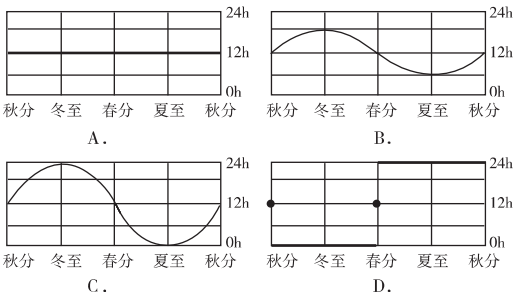 24h
12h
0h
秋分 冬至 春分 夏至 秋分
A.
24h
12h
0h
秋分 冬至 春分 夏至 秋分
B.
24h
12h
0h
秋分 冬至 春分 夏至 秋分
C.
24h
12h
0h
秋分 冬至 春分 夏至 秋分
D.